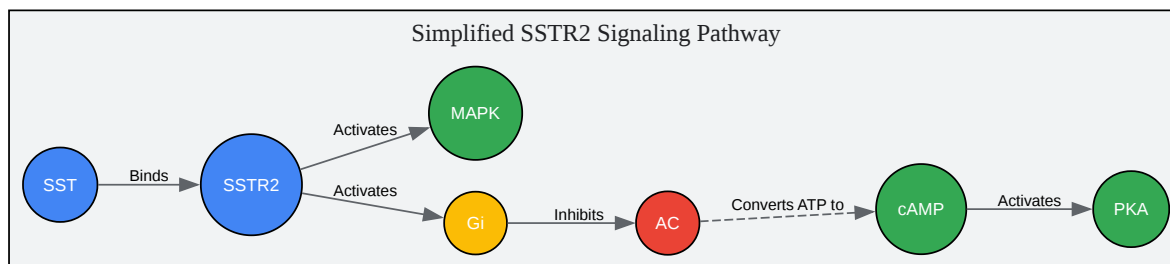 Simplified SSTR2 Signaling Pathway
SST
Binds
SSTR2
Activates
MAPK
Activates
Gi
Inhibits
AC
Converts ATP to
cAMP
Activates
PKA